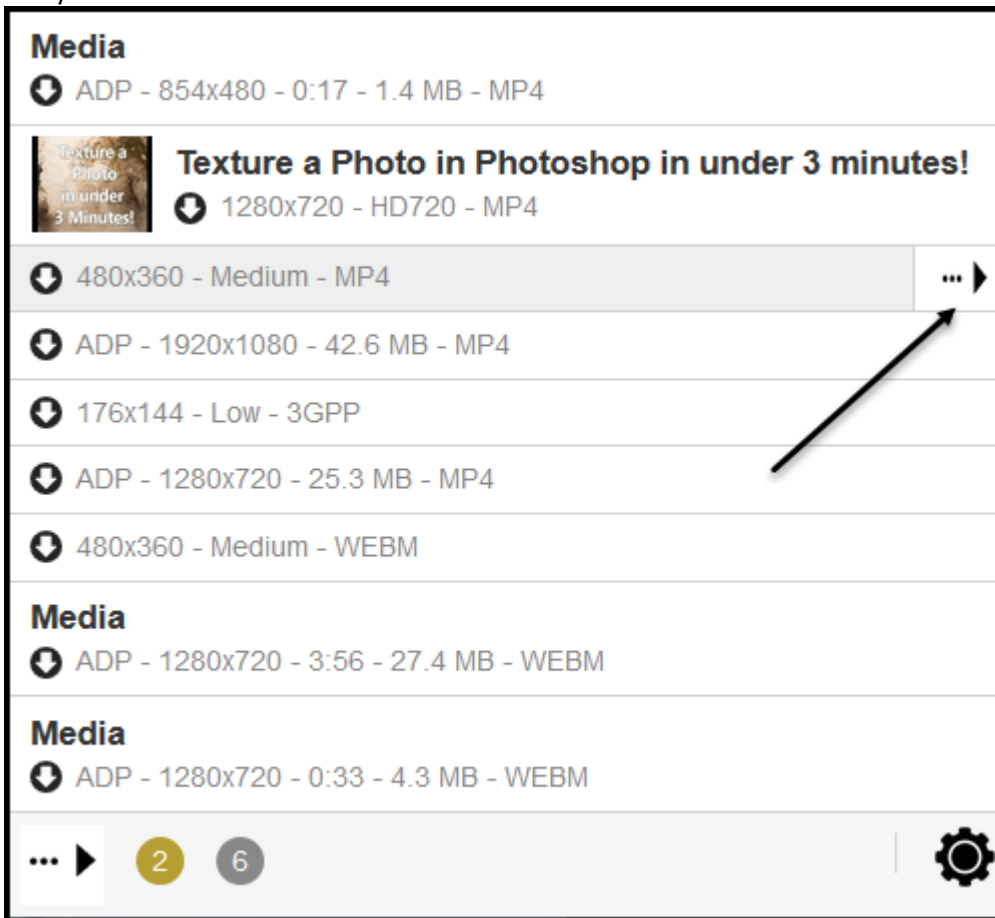 Media
ADP - 854x480 - 0:17 - 1.4 MB - MP4
Texture a
Photo
in under
3 Minutes!
Texture a Photo in Photoshop in under 3 minutes!
1280x720 - HD720 - MP4
480x360 - Medium - MP4
ADP - 1920x1080 - 42.6 MB - MP4
176x144 - Low - 3GPP
ADP - 1280x720 - 25.3 MB - MP4
480x360 - Medium - WEBM
Media
ADP - 1280x720 - 3:56 - 27.4 MB - WEBM
Media
ADP - 1280x720 - 0:33 - 4.3 MB - WEBM
2 6